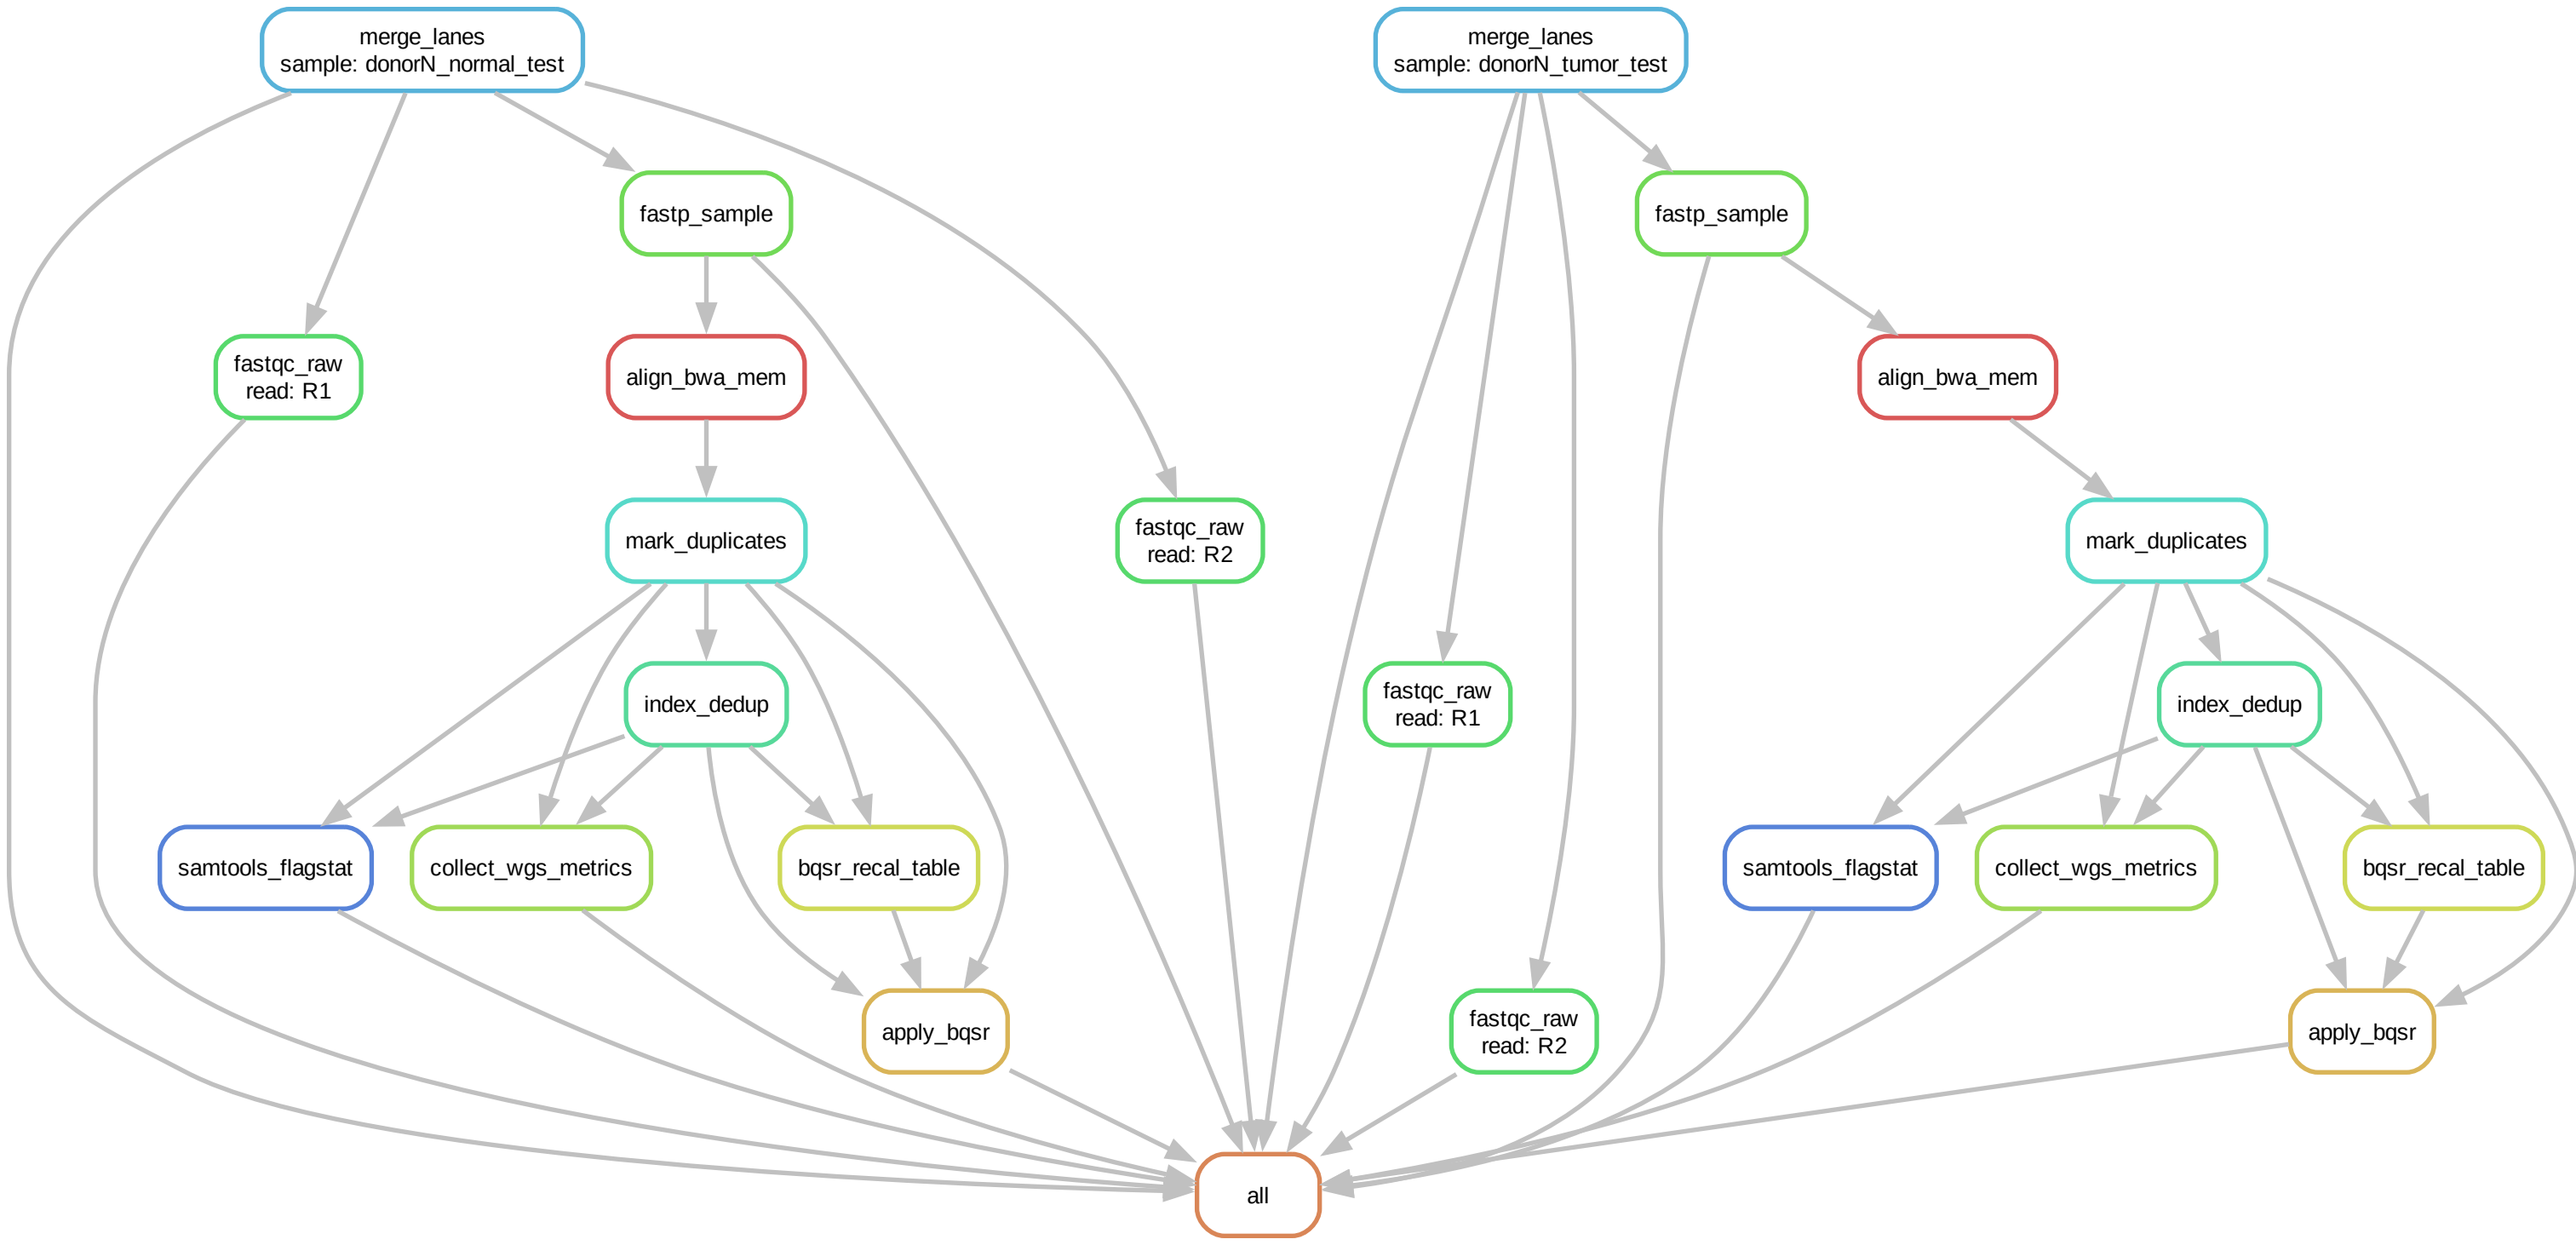 merge_lanes
sample: donorN_normal_test
merge_lanes
sample: donorN_tumor_test
fastp_sample
fastp_sample
fastqc_raw
read: R1
align_bwa_mem
align_bwa_mem
mark_duplicates
fastqc_raw
read: R2
mark_duplicates
index_dedup
fastqc_raw
read: R1
index_dedup
samtools_flagstat
collect_wgs_metrics
bqsr_recal_table
samtools_flagstat
collect_wgs_metrics
bqsr_recal_table
apply_bqsr
fastqc_raw
read: R2
apply_bqsr
all